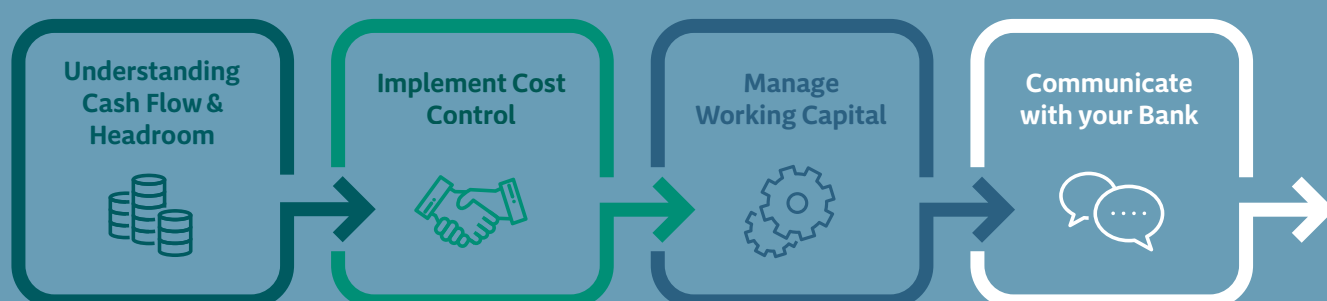 Understanding
Cash Flow &
Headroom
Implement Cost
Control
Manage
Working Capital
Communicate
with your Bank